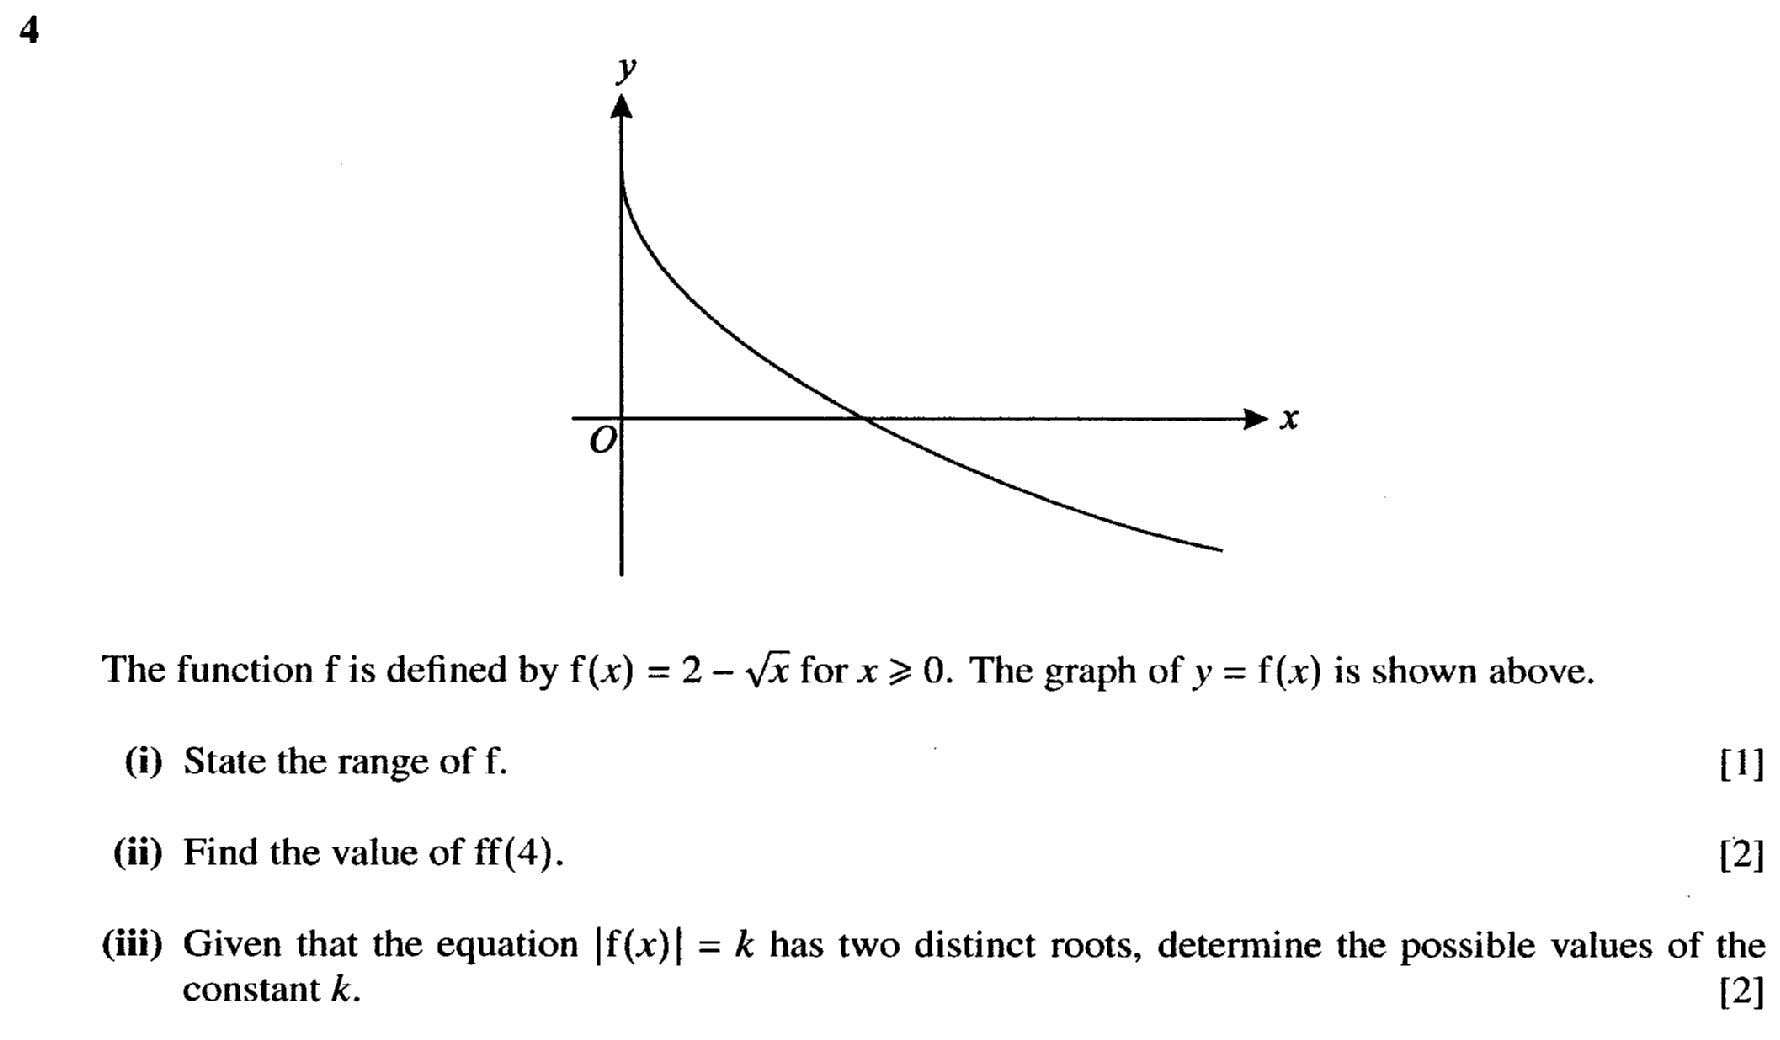 4
y
x
O
The function f is defined by f(x) = 2 − √x for x ⩾ 0. The graph of y = f(x) is shown above.
(i) State the range of f. [1]
(ii) Find the value of ff(4). [2]
(iii) Given that the equation |f(x)| = k has two distinct roots, determine the possible values of the
constant k. [2]